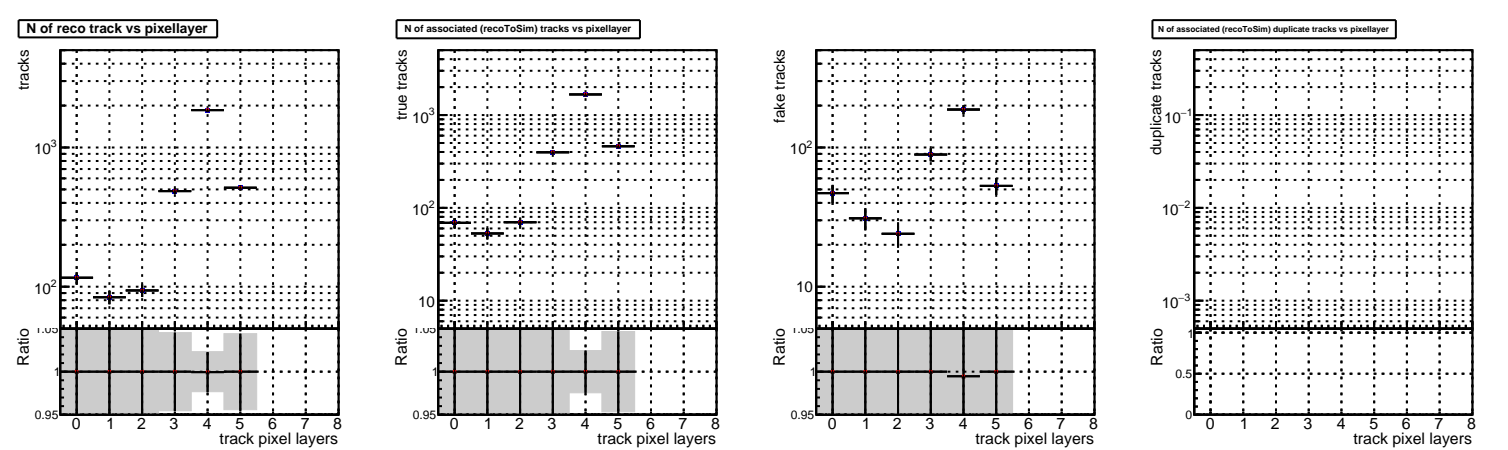 N of reco track vs pixellayer
tracks
10³
10²
Ratio
1.05
1
0.95
0 1 2 3 4 5 6 7 8
track pixel layers
N of associated (recoToSim) tracks vs pixellayer
true tracks
10³
10²
10
Ratio
1.05
1
0.95
0 1 2 3 4 5 6 7 8
track pixel layers
fake tracks
10²
10
Ratio
1.05
1
0.95
0 1 2 3 4 5 6 7 8
track pixel layers
N of associated (recoToSim) duplicate tracks vs pixellayer
duplicate tracks
10⁻¹
10⁻²
10⁻³
Ratio
1
0.5
0
0 1 2 3 4 5 6 7 8
track pixel layers